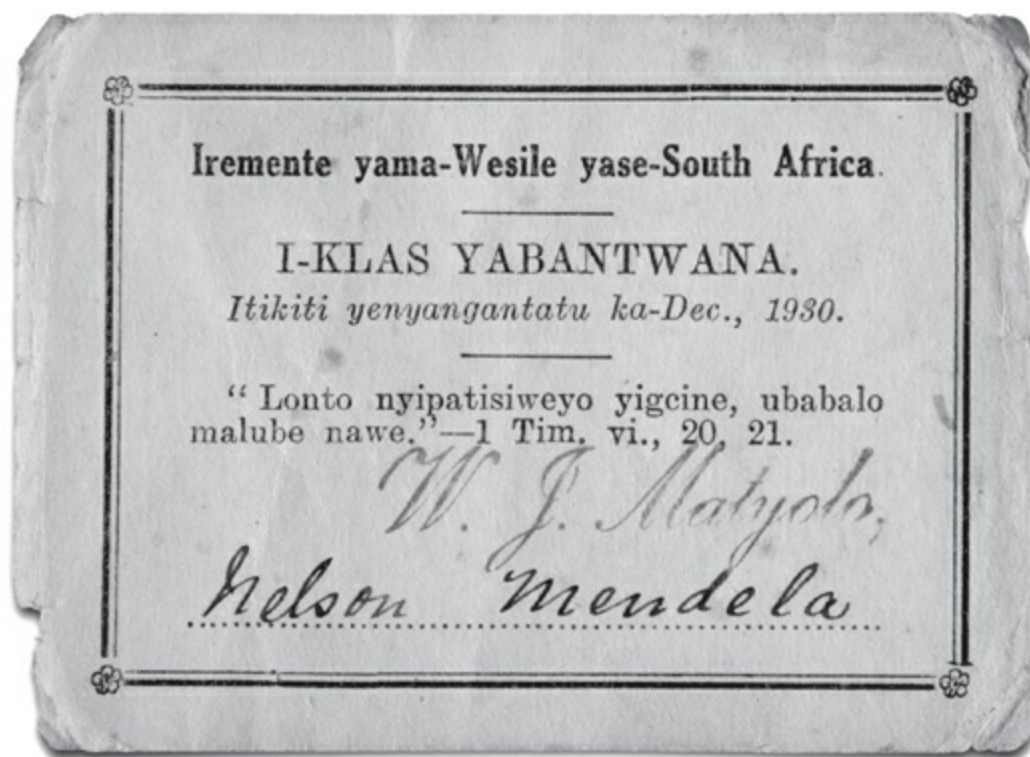 Iremente yama-Wesile yase-South Africa.
I-KLAS YABANTWANA.
Itikiti yenyangantatu ka-Dec., 1930.
“ Lonto nyipatisiweyo yigcine, ubabalo
malube nawe.”—1 Tim. vi., 20, 21.
W. J. Matyolo,
Nelson Mendela